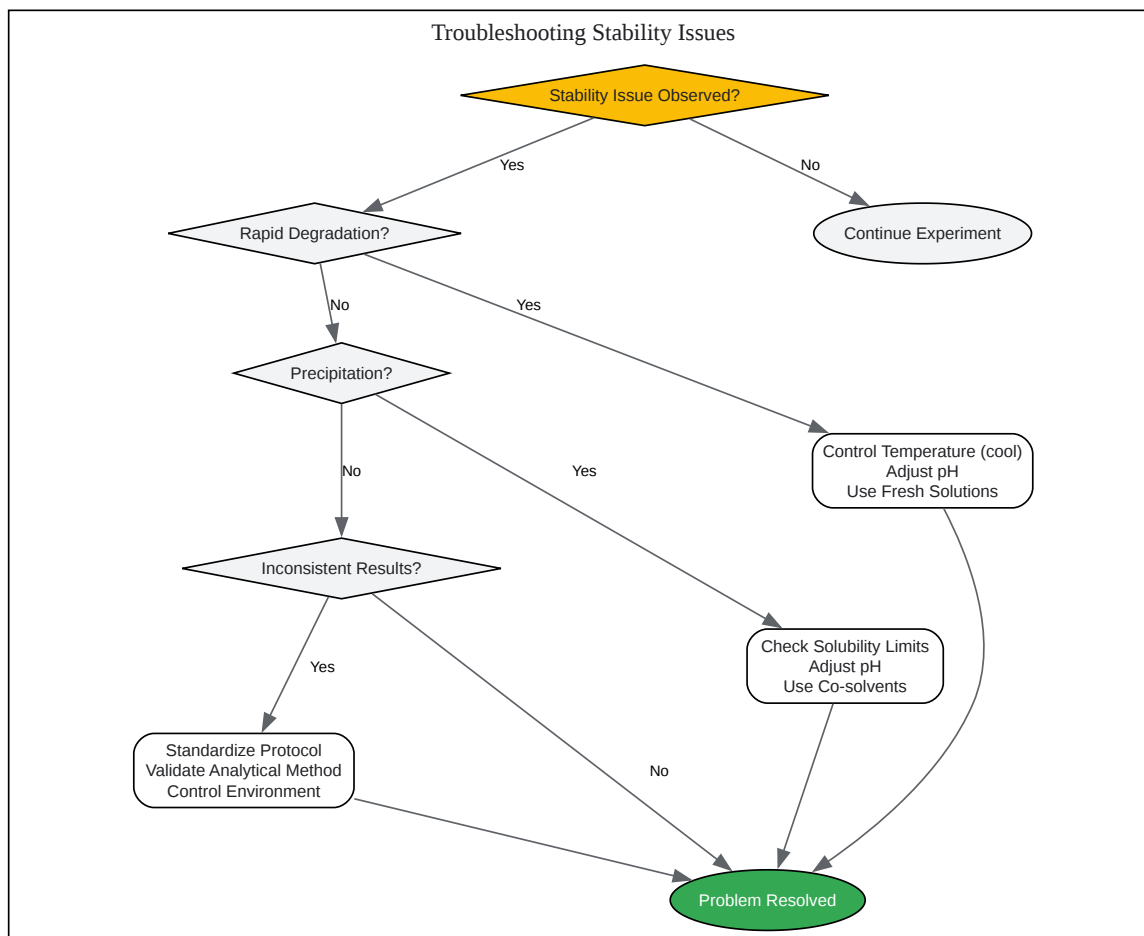 Troubleshooting Stability Issues
Stability Issue Observed?
Yes
No
Rapid Degradation?
Continue Experiment
No
Yes
Precipitation?
Control Temperature (cool)
Adjust pH
Use Fresh Solutions
No
Yes
Inconsistent Results?
Check Solubility Limits
Adjust pH
Use Co-solvents
Yes
No
Standardize Protocol
Validate Analytical Method
Control Environment
Problem Resolved